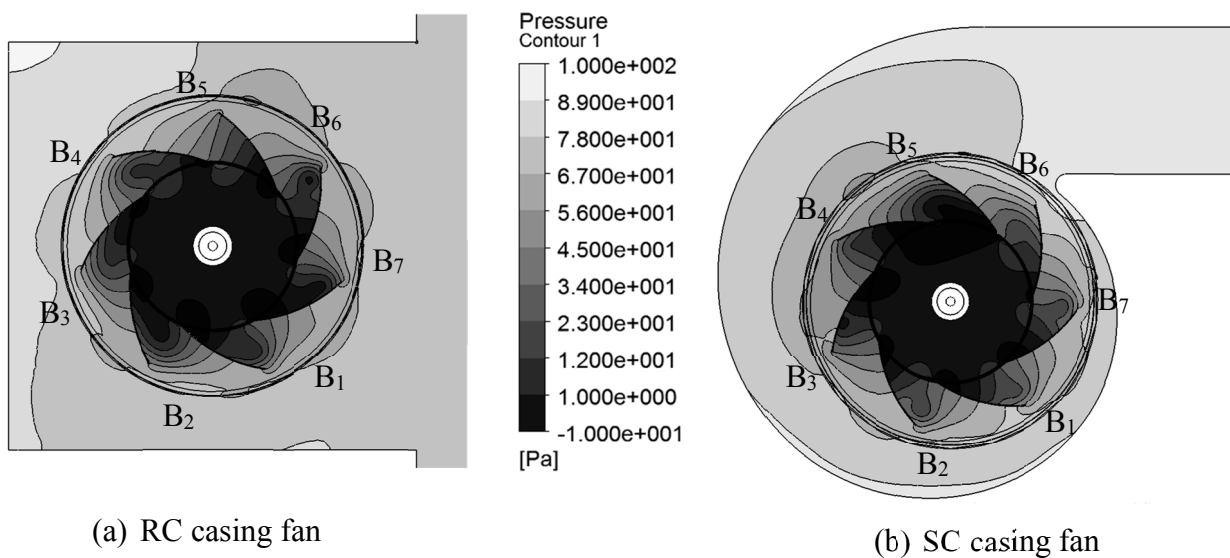 B₅
B₆
B₄
B₇
B₃
B₁
B₂
(a) RC casing fan
Pressure
Contour 1
1.000e+002
8.900e+001
7.800e+001
6.700e+001
5.600e+001
4.500e+001
3.400e+001
2.300e+001
1.200e+001
1.000e+000
-1.000e+001
[Pa]
B₅
B₆
B₄
B₇
B₃
B₁
B₂
(b) SC casing fan